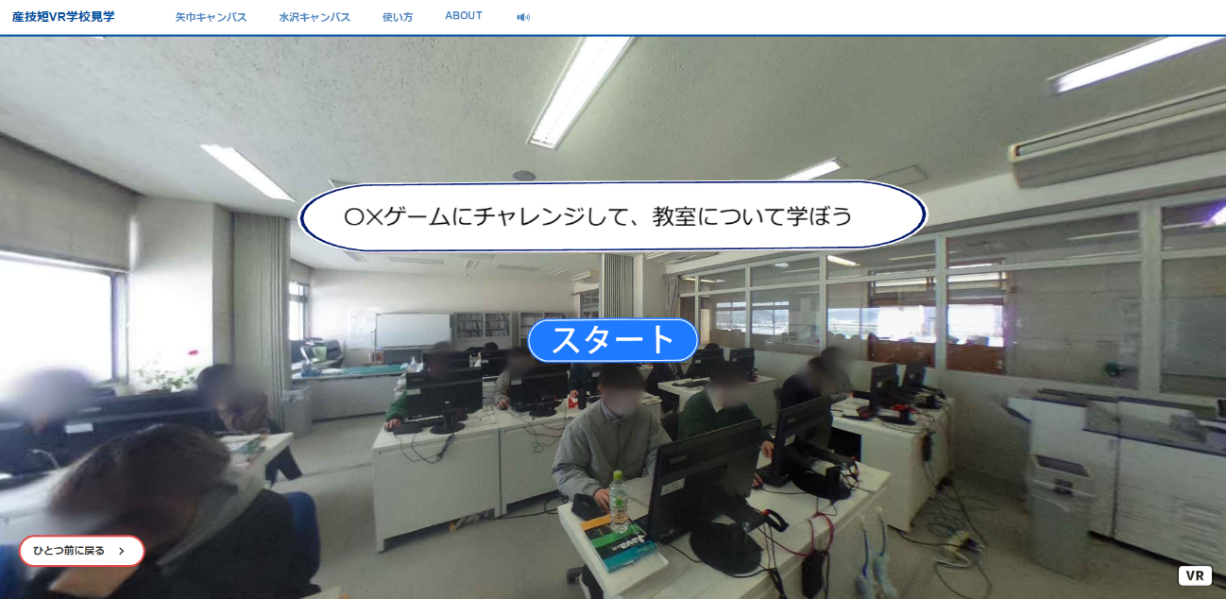 産技短VR学校見学
矢巾キャンパス
水沢キャンパス
使い方
ABOUT
〇×ゲームにチャレンジして、教室について学ぼう
スタート
Java
ひとつ前に戻る
VR